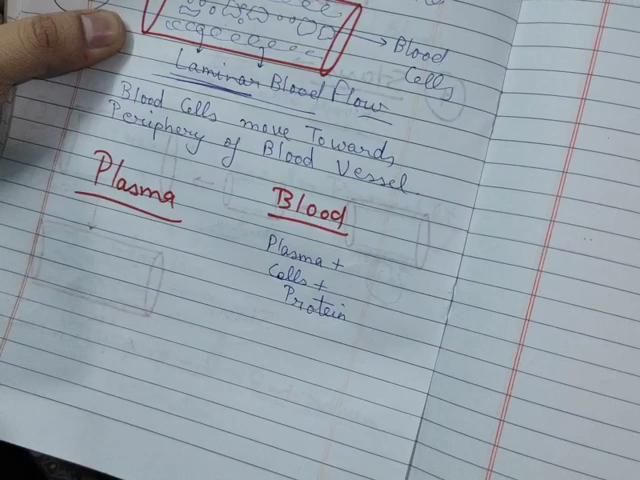 Blood
Cells
Laminar Blood Flow
Blood Cells move Towards
Periphery of Blood Vessel
Plasma
Blood
Plasma +
Cells +
Protein